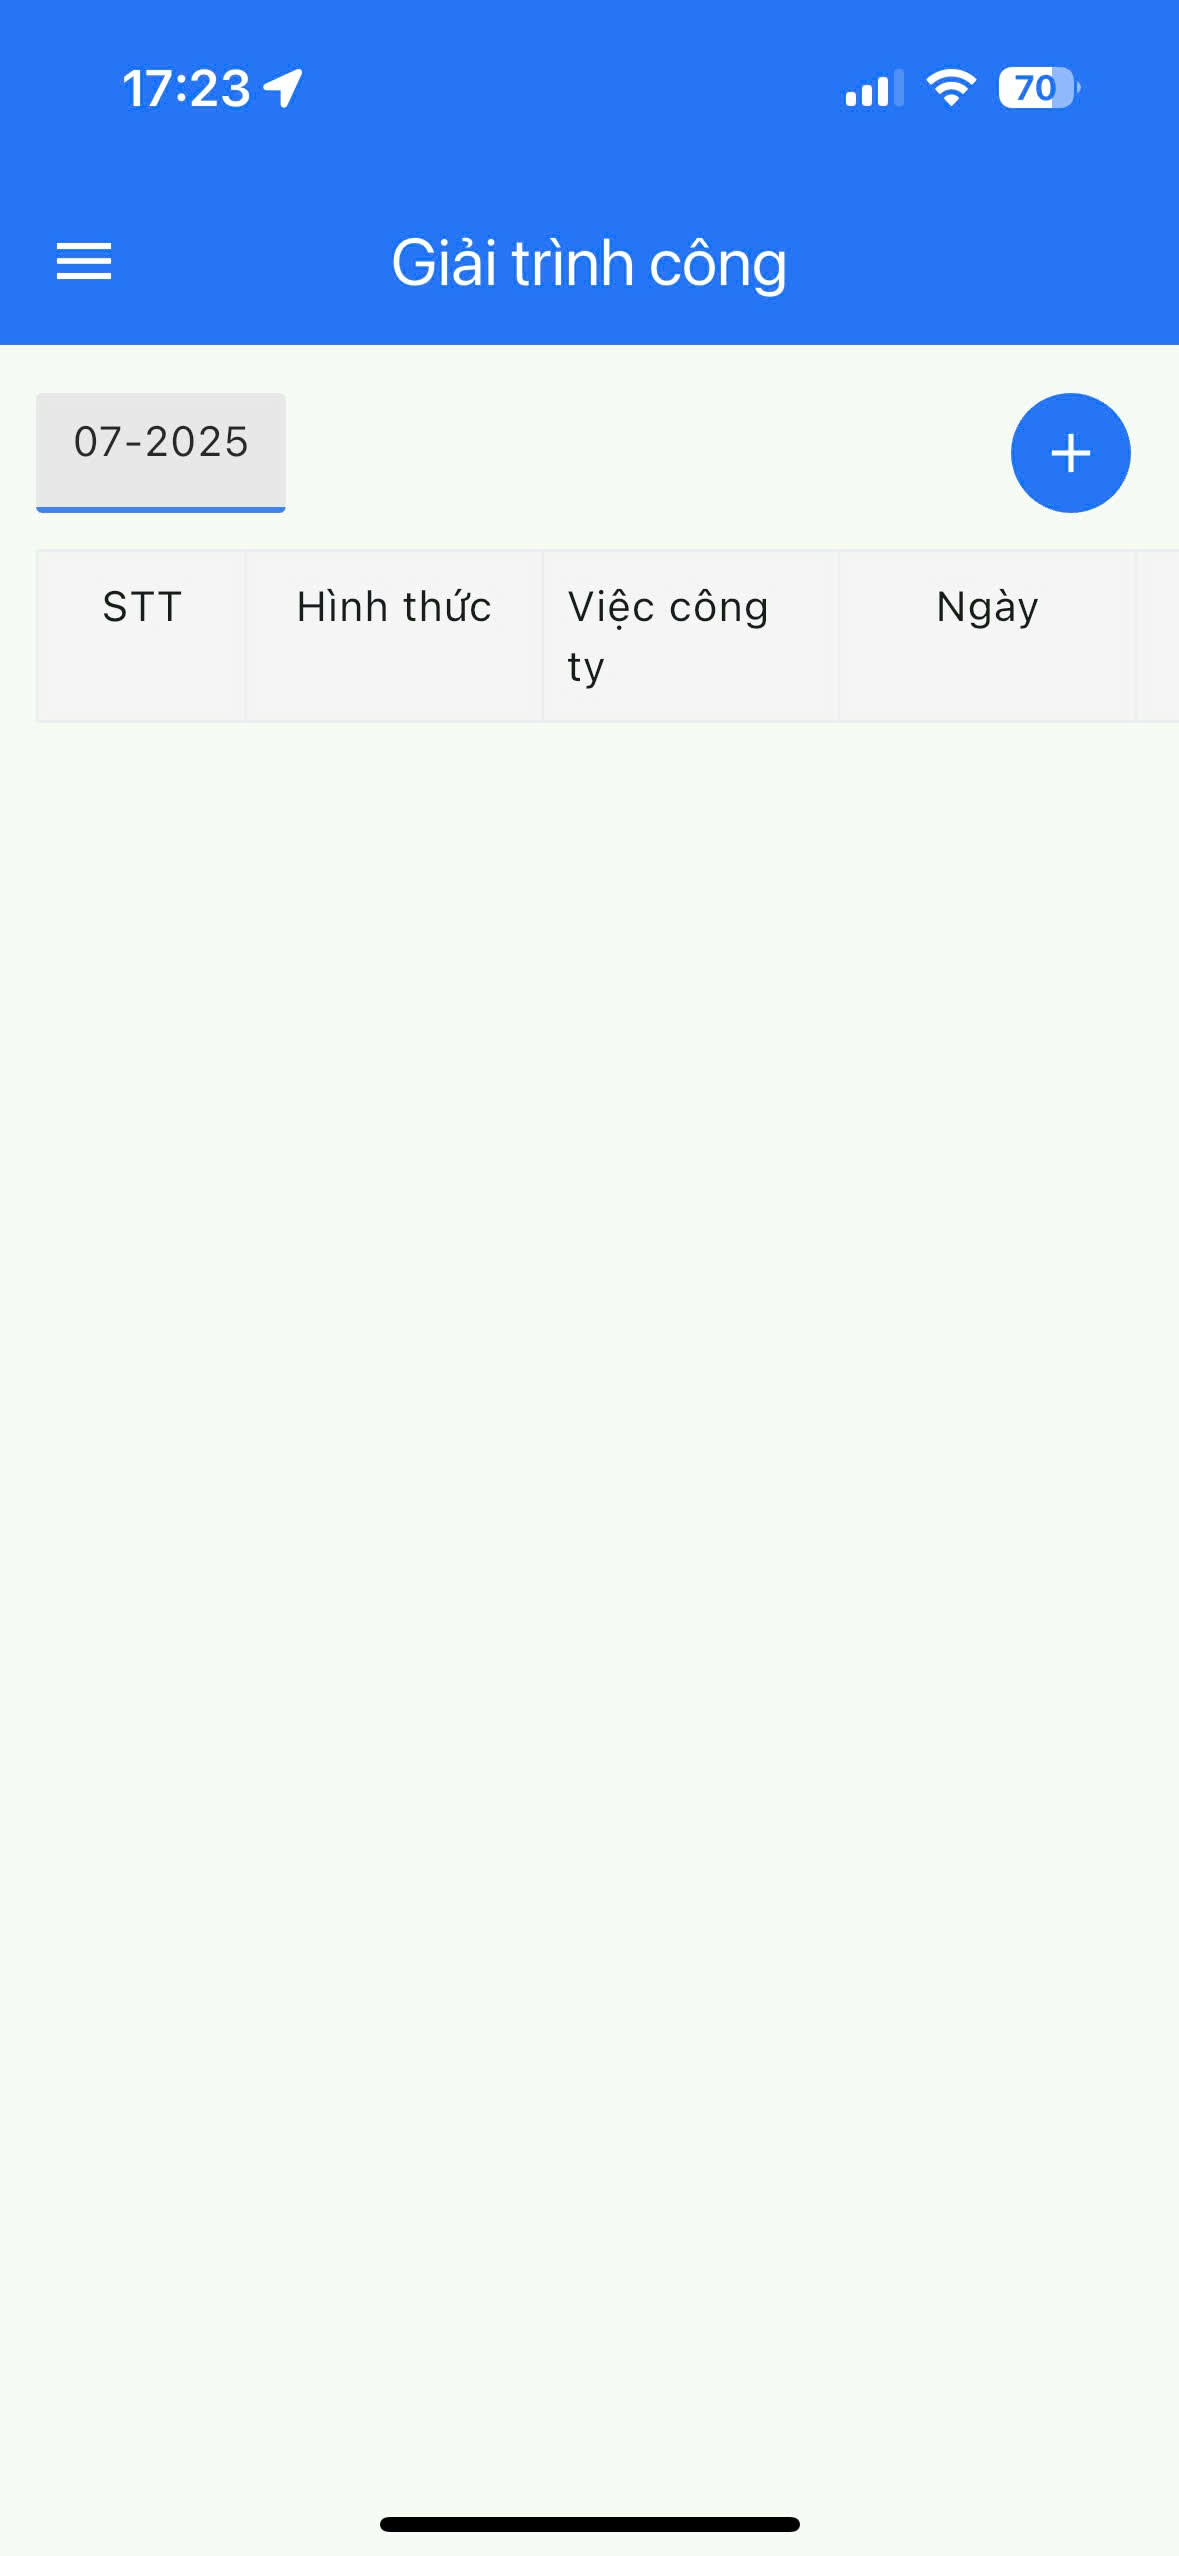 17:23
70
Giải trình công
07-2025
STT
Hình thức
Việc công
ty
Ngày